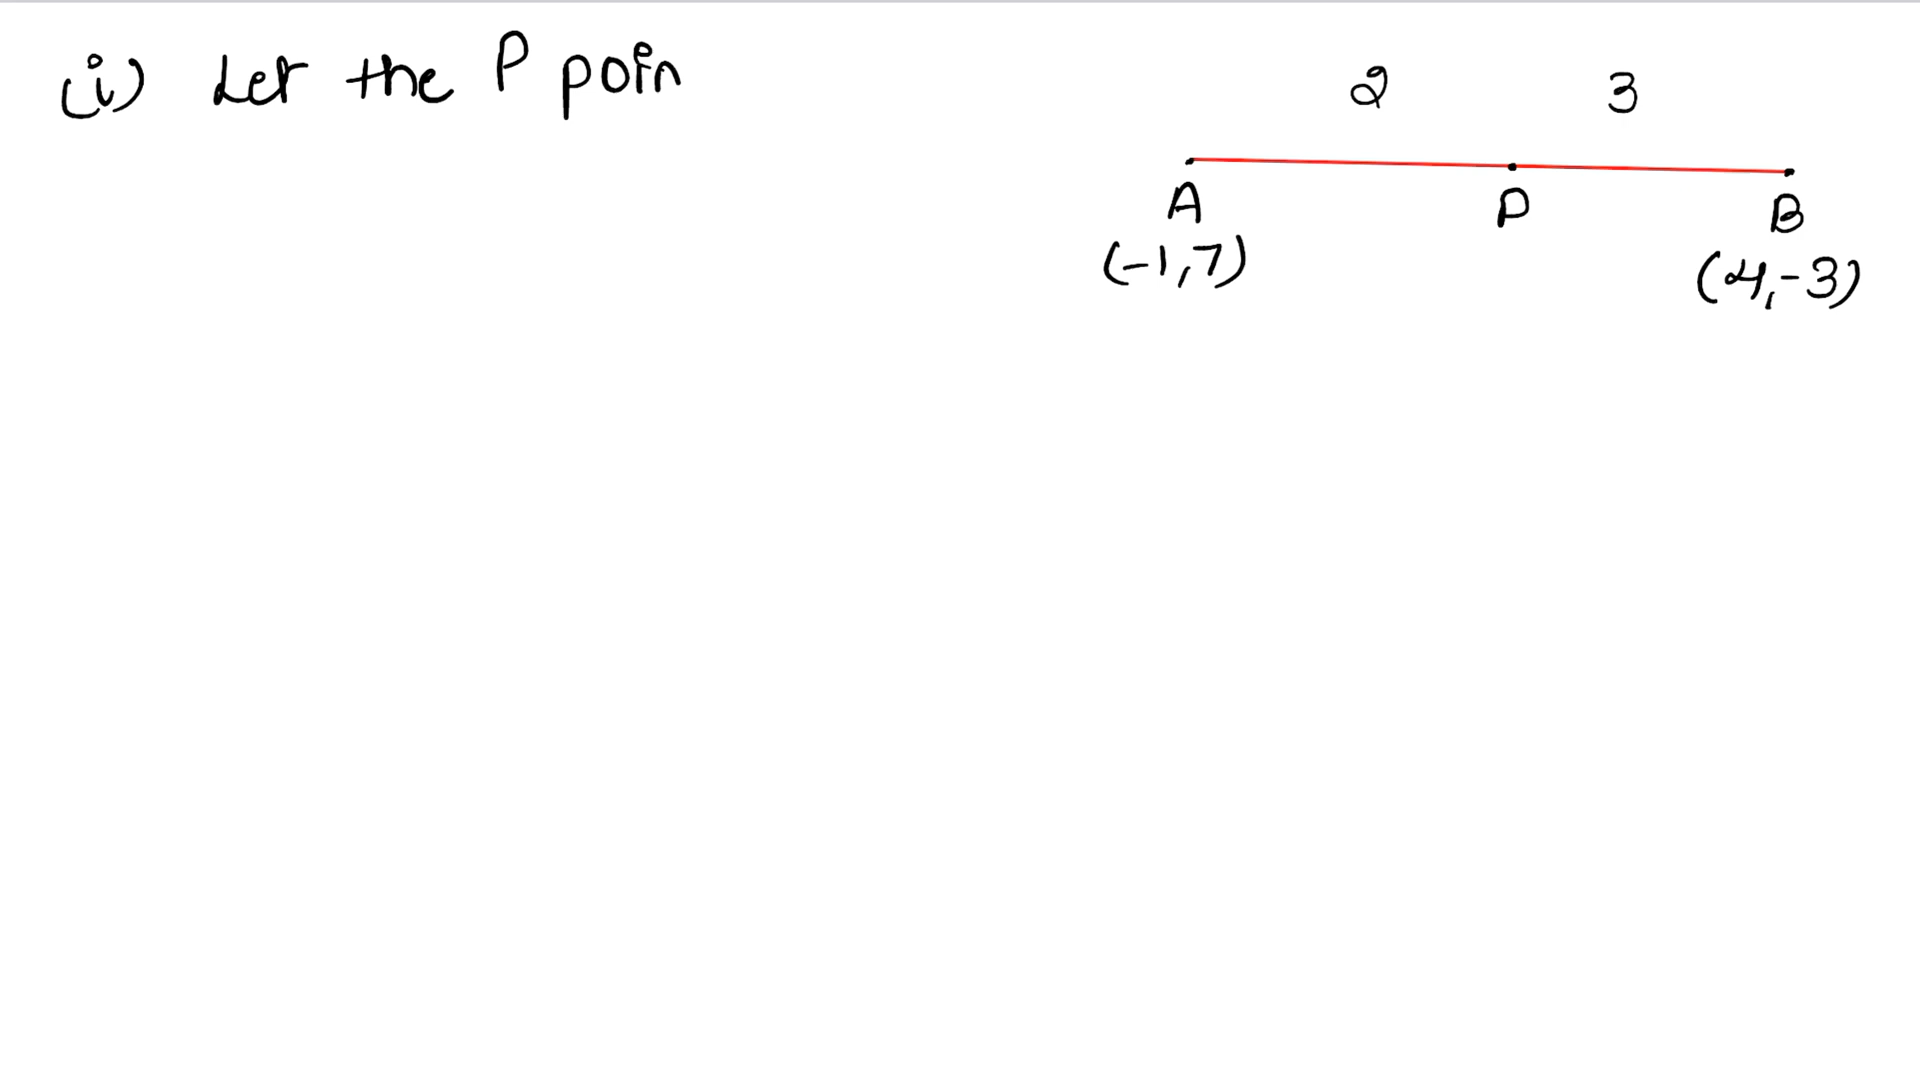 (i) Let the P poin
2 3
A P B
(-1,7) (4,-3)